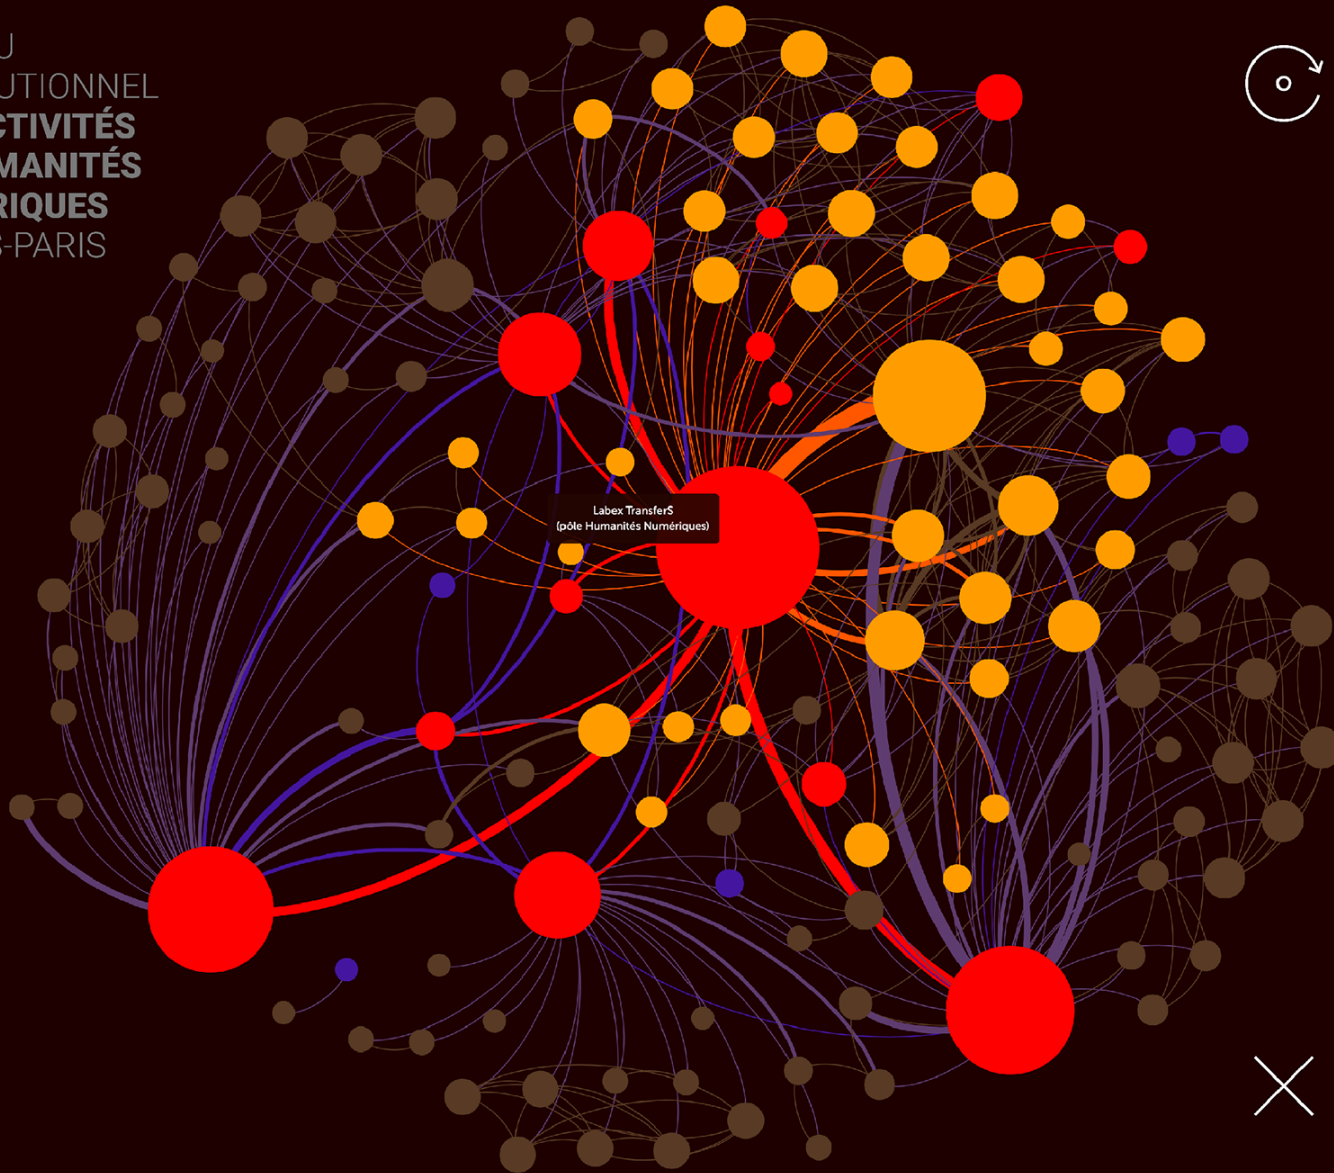 U
UTIONNEL
CTIVITÉS
MANITÉS
RIQUES
S-PARIS
Labex TransferS
(pôle Humanités Numériques)